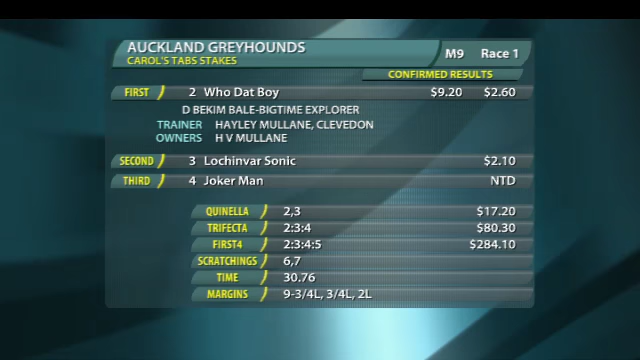 AUCKLAND GREYHOUNDS M9 Race 1
CAROL'S TABS STAKES
CONFIRMED RESULTS
FIRST 2 Who Dat Boy $9.20 $2.60
D BEKIM BALE-BIGTIME EXPLORER
TRAINER HAYLEY MULLANE, CLEVEDON
OWNERS H V MULLANE
SECOND 3 Lochinvar Sonic $2.10
THIRD 4 Joker Man NTD
QUINELLA 2,3 $17.20
TRIFECTA 2:3:4 $80.30
FIRST4 2:3:4:5 $284.10
SCRATCHINGS 6,7
TIME 30.76
MARGINS 9-3/4L, 3/4L, 2L